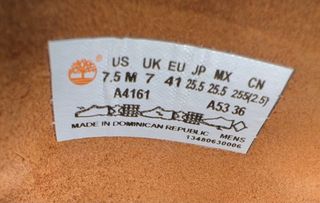 US UK EU JP MX CN
7.5 M 7 41 25.5 25.5 255(2.5)
A4161 A53 36
MADE IN DOMINICAN REPUBLIC MENS
13480630006